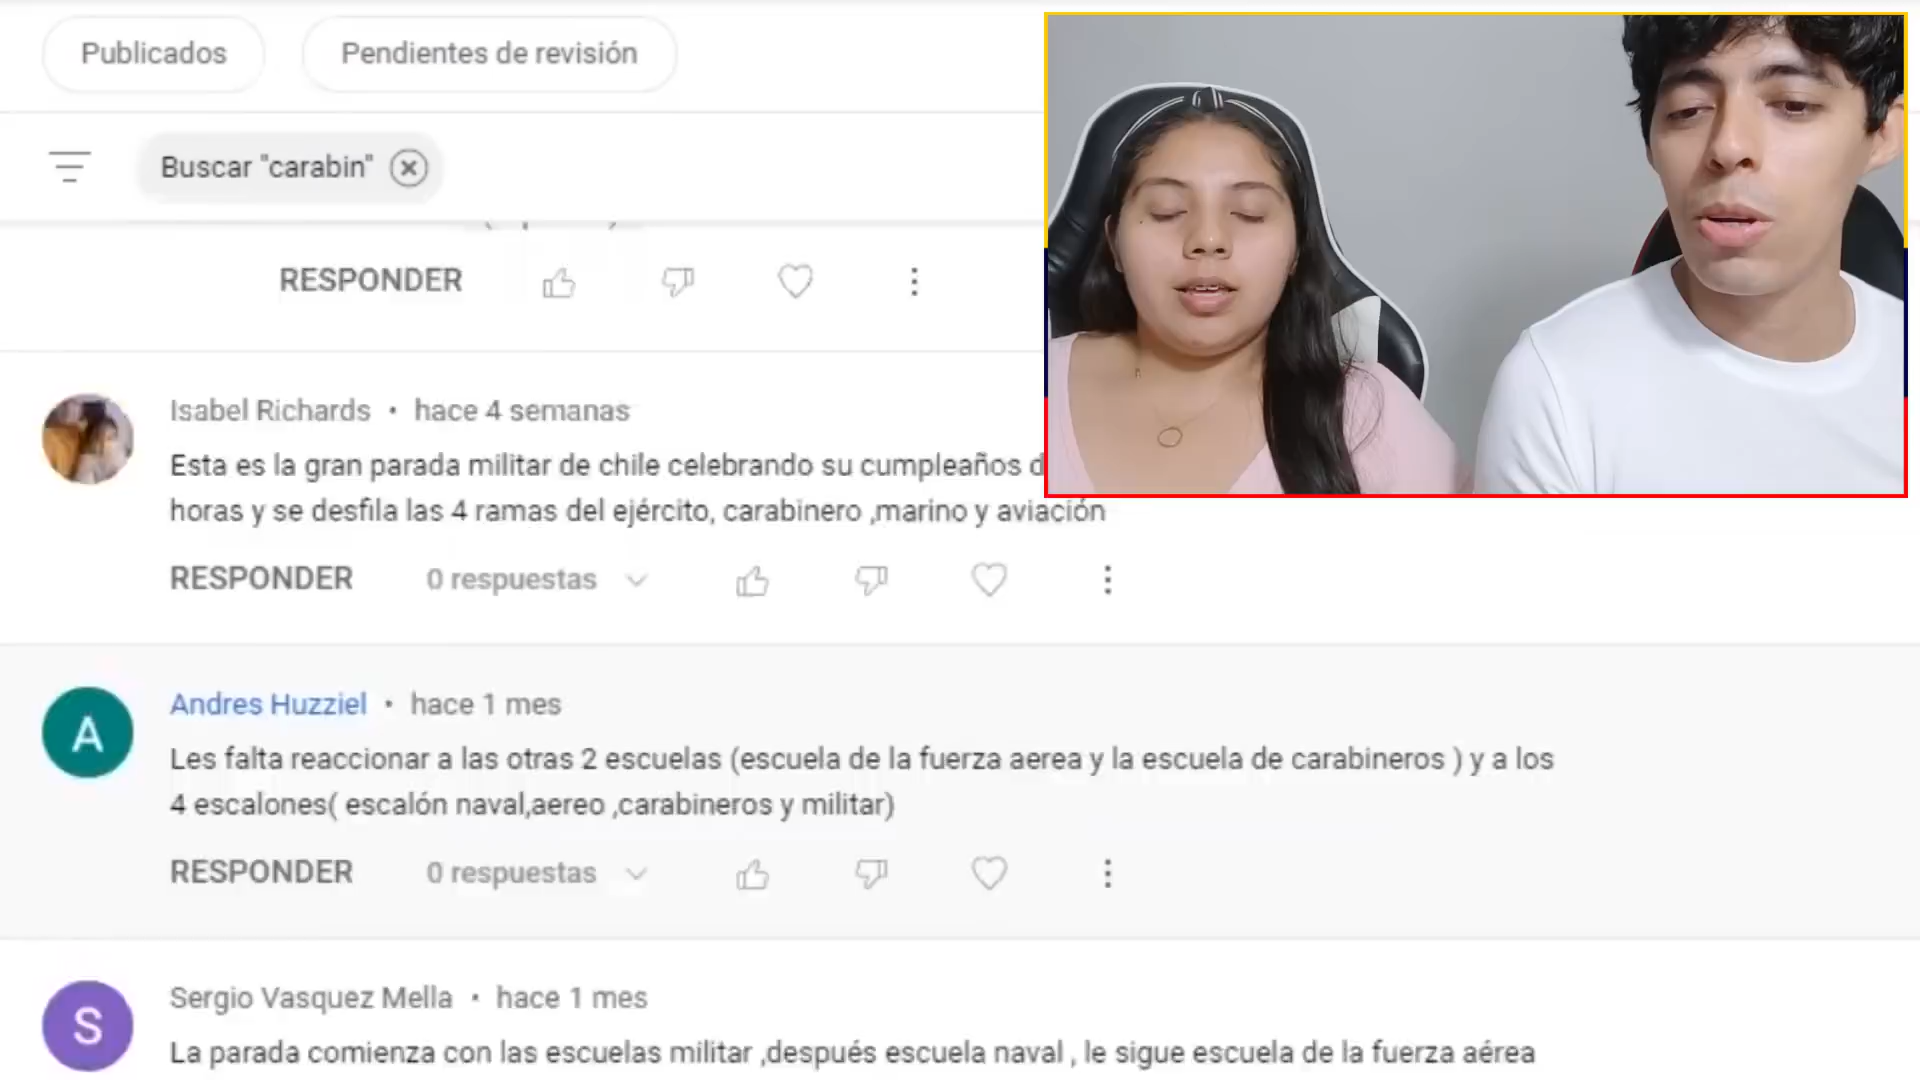 Publicados Pendientes de revisión
Buscar "carabin"
RESPONDER
Isabel Richards • hace 4 semanas
Esta es la gran parada militar de chile celebrando su cumpleaños
horas y se desfila las 4 ramas del ejército, carabinero ,marino y aviación
RESPONDER 0 respuestas
A
Andres Huzziel • hace 1 mes
Les falta reaccionar a las otras 2 escuelas (escuela de la fuerza aerea y la escuela de carabineros ) y a los
4 escalones( escalón naval,aereo ,carabineros y militar)
RESPONDER 0 respuestas
S
Sergio Vasquez Mella • hace 1 mes
La parada comienza con las escuelas militar ,después escuela naval , le sigue escuela de la fuerza aérea